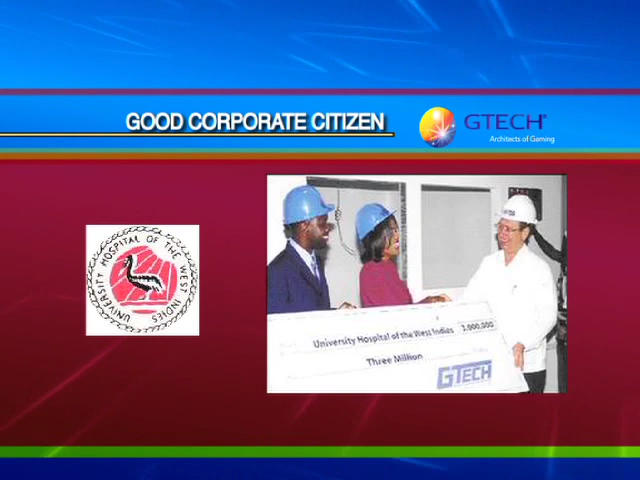 GOOD CORPORATE CITIZEN
GTECH
Architects of Gaming
UNIVERSITY HOSPITAL OF THE WEST INDIES
University Hospital of the West Indies 3,000,000
Three Million
GTECH